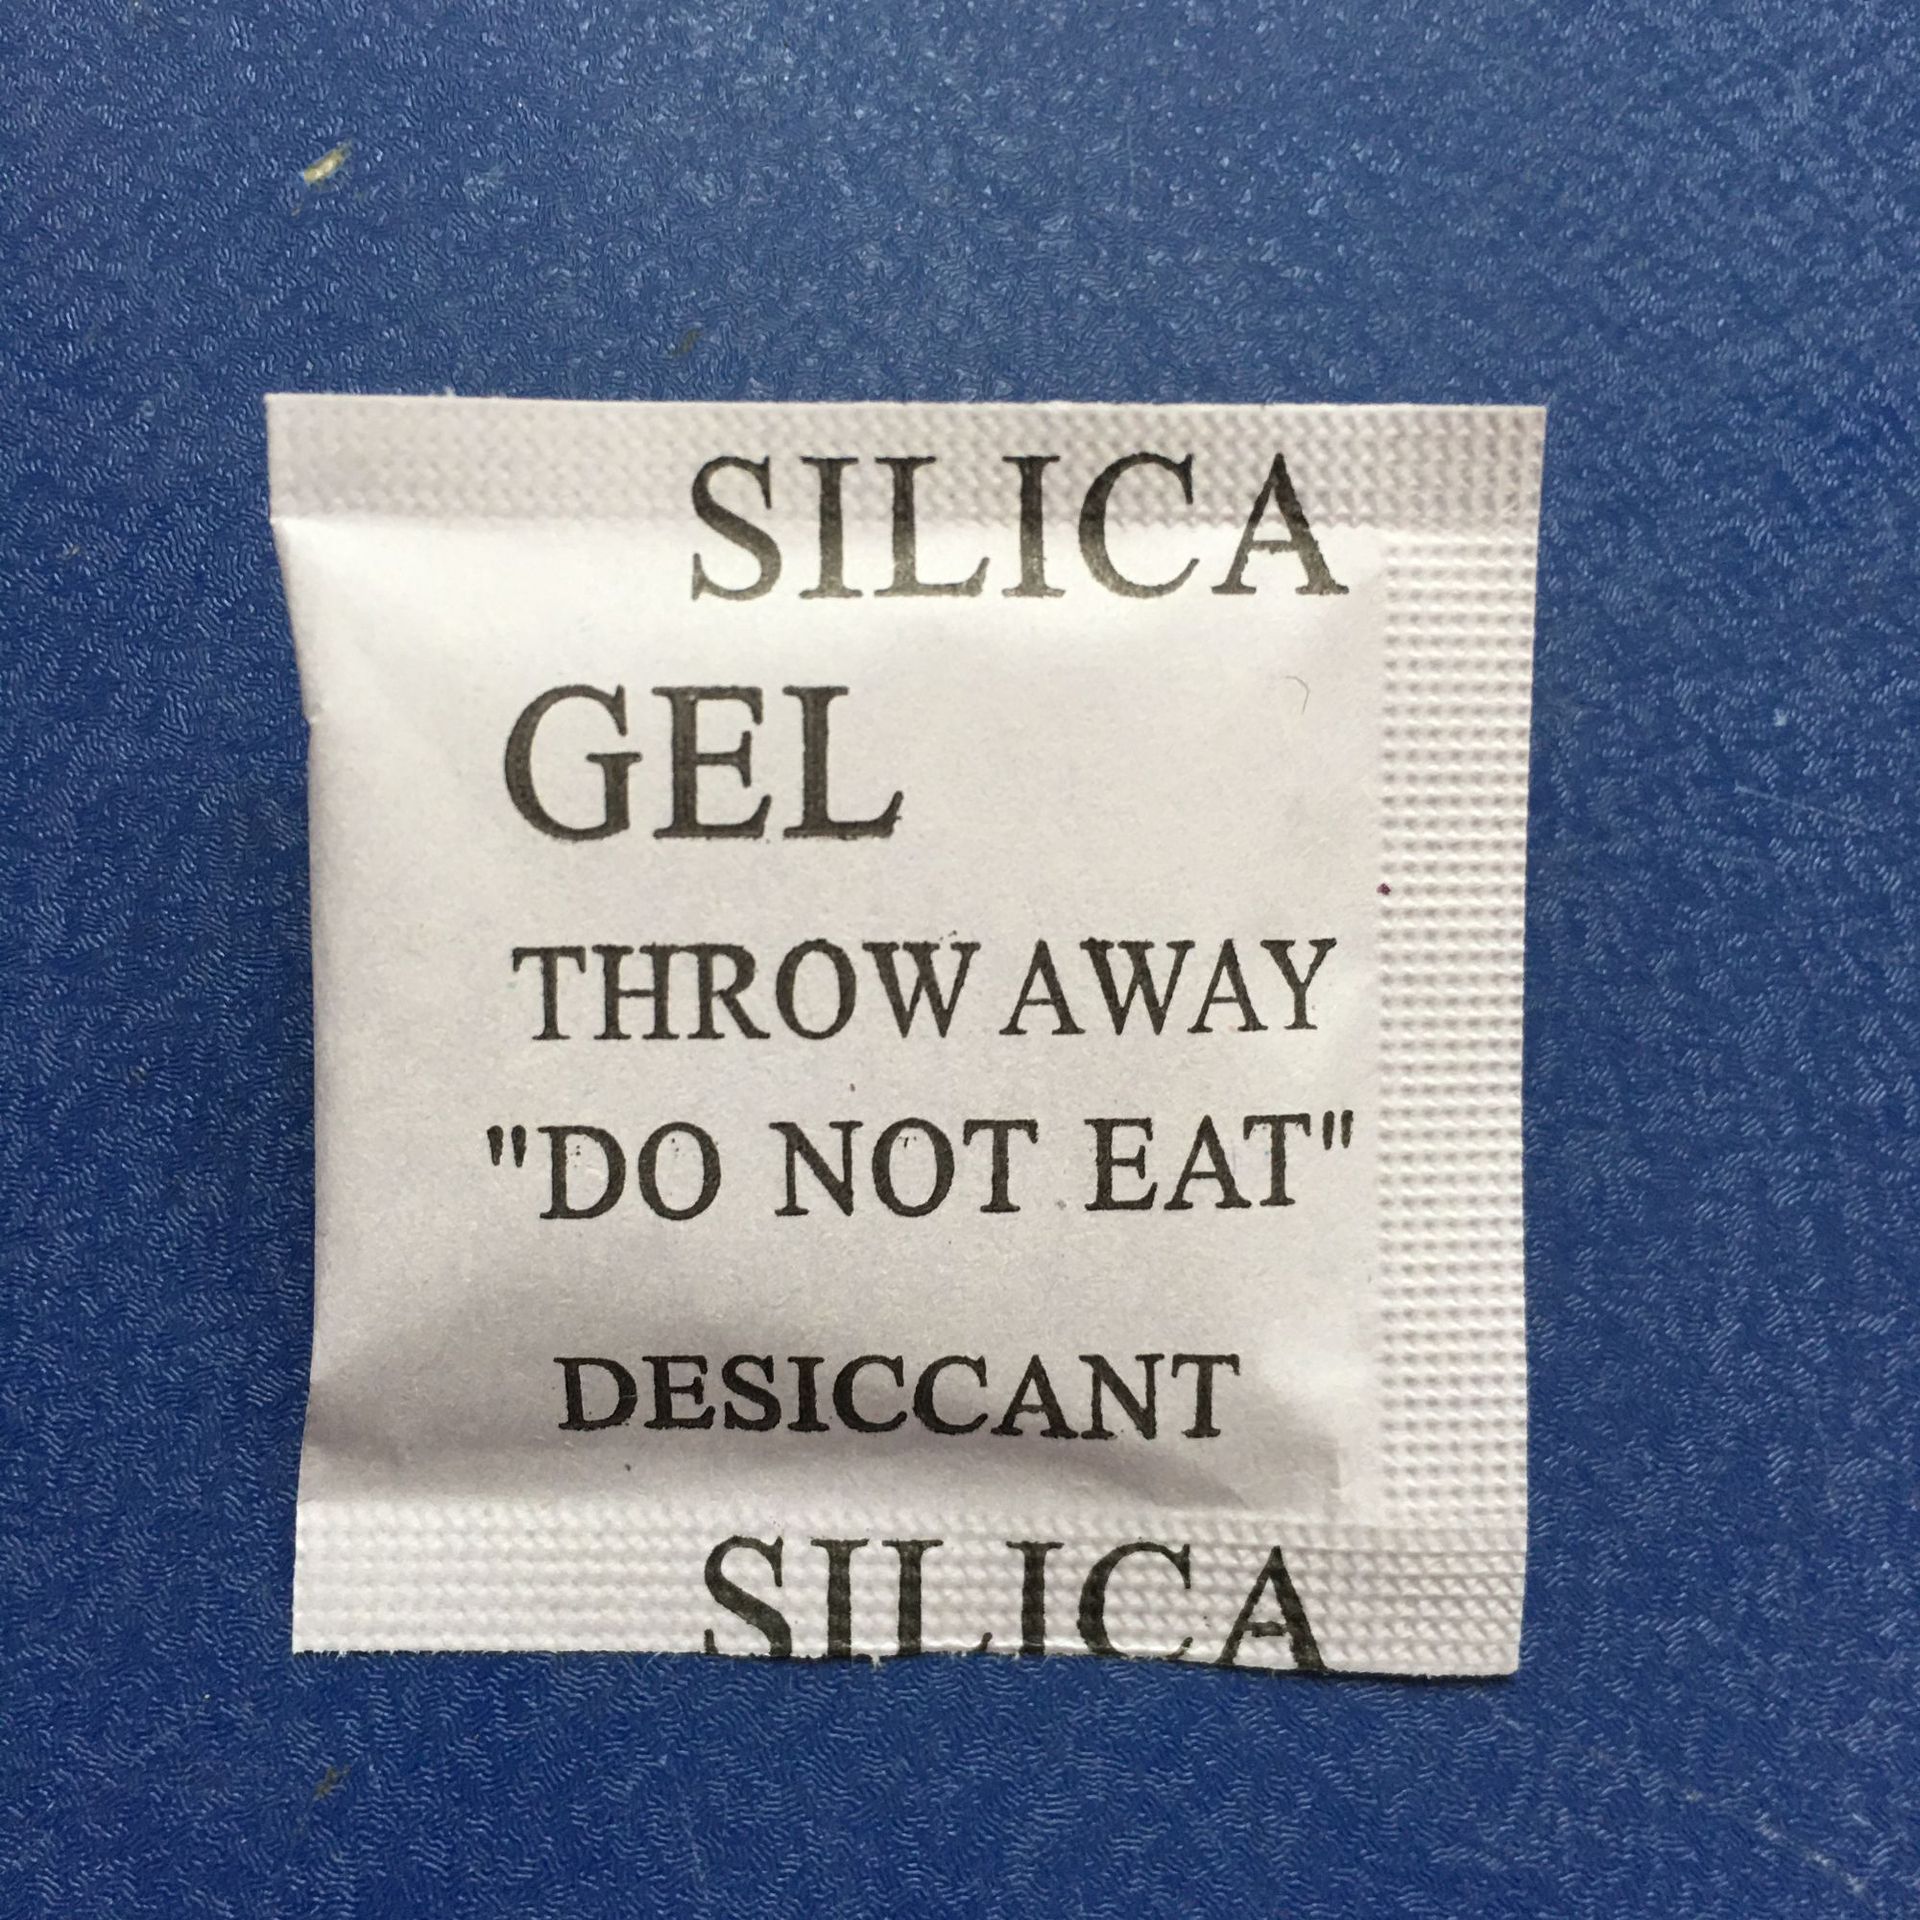 SILICA
GEL
THROW AWAY
"DO NOT EAT"
DESICCANT
SILICA